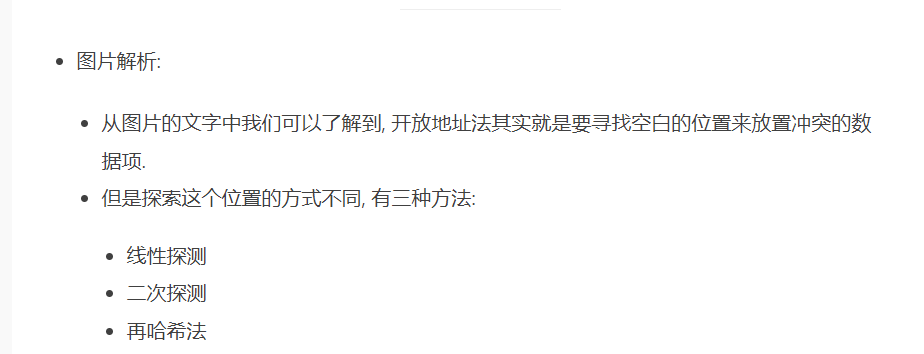 图片解析:
从图片的文字中我们可以了解到, 开放地址法其实就是要寻找空白的位置来放置冲突的数
据项.
但是探索这个位置的方式不同, 有三种方法:
线性探测
二次探测
再哈希法